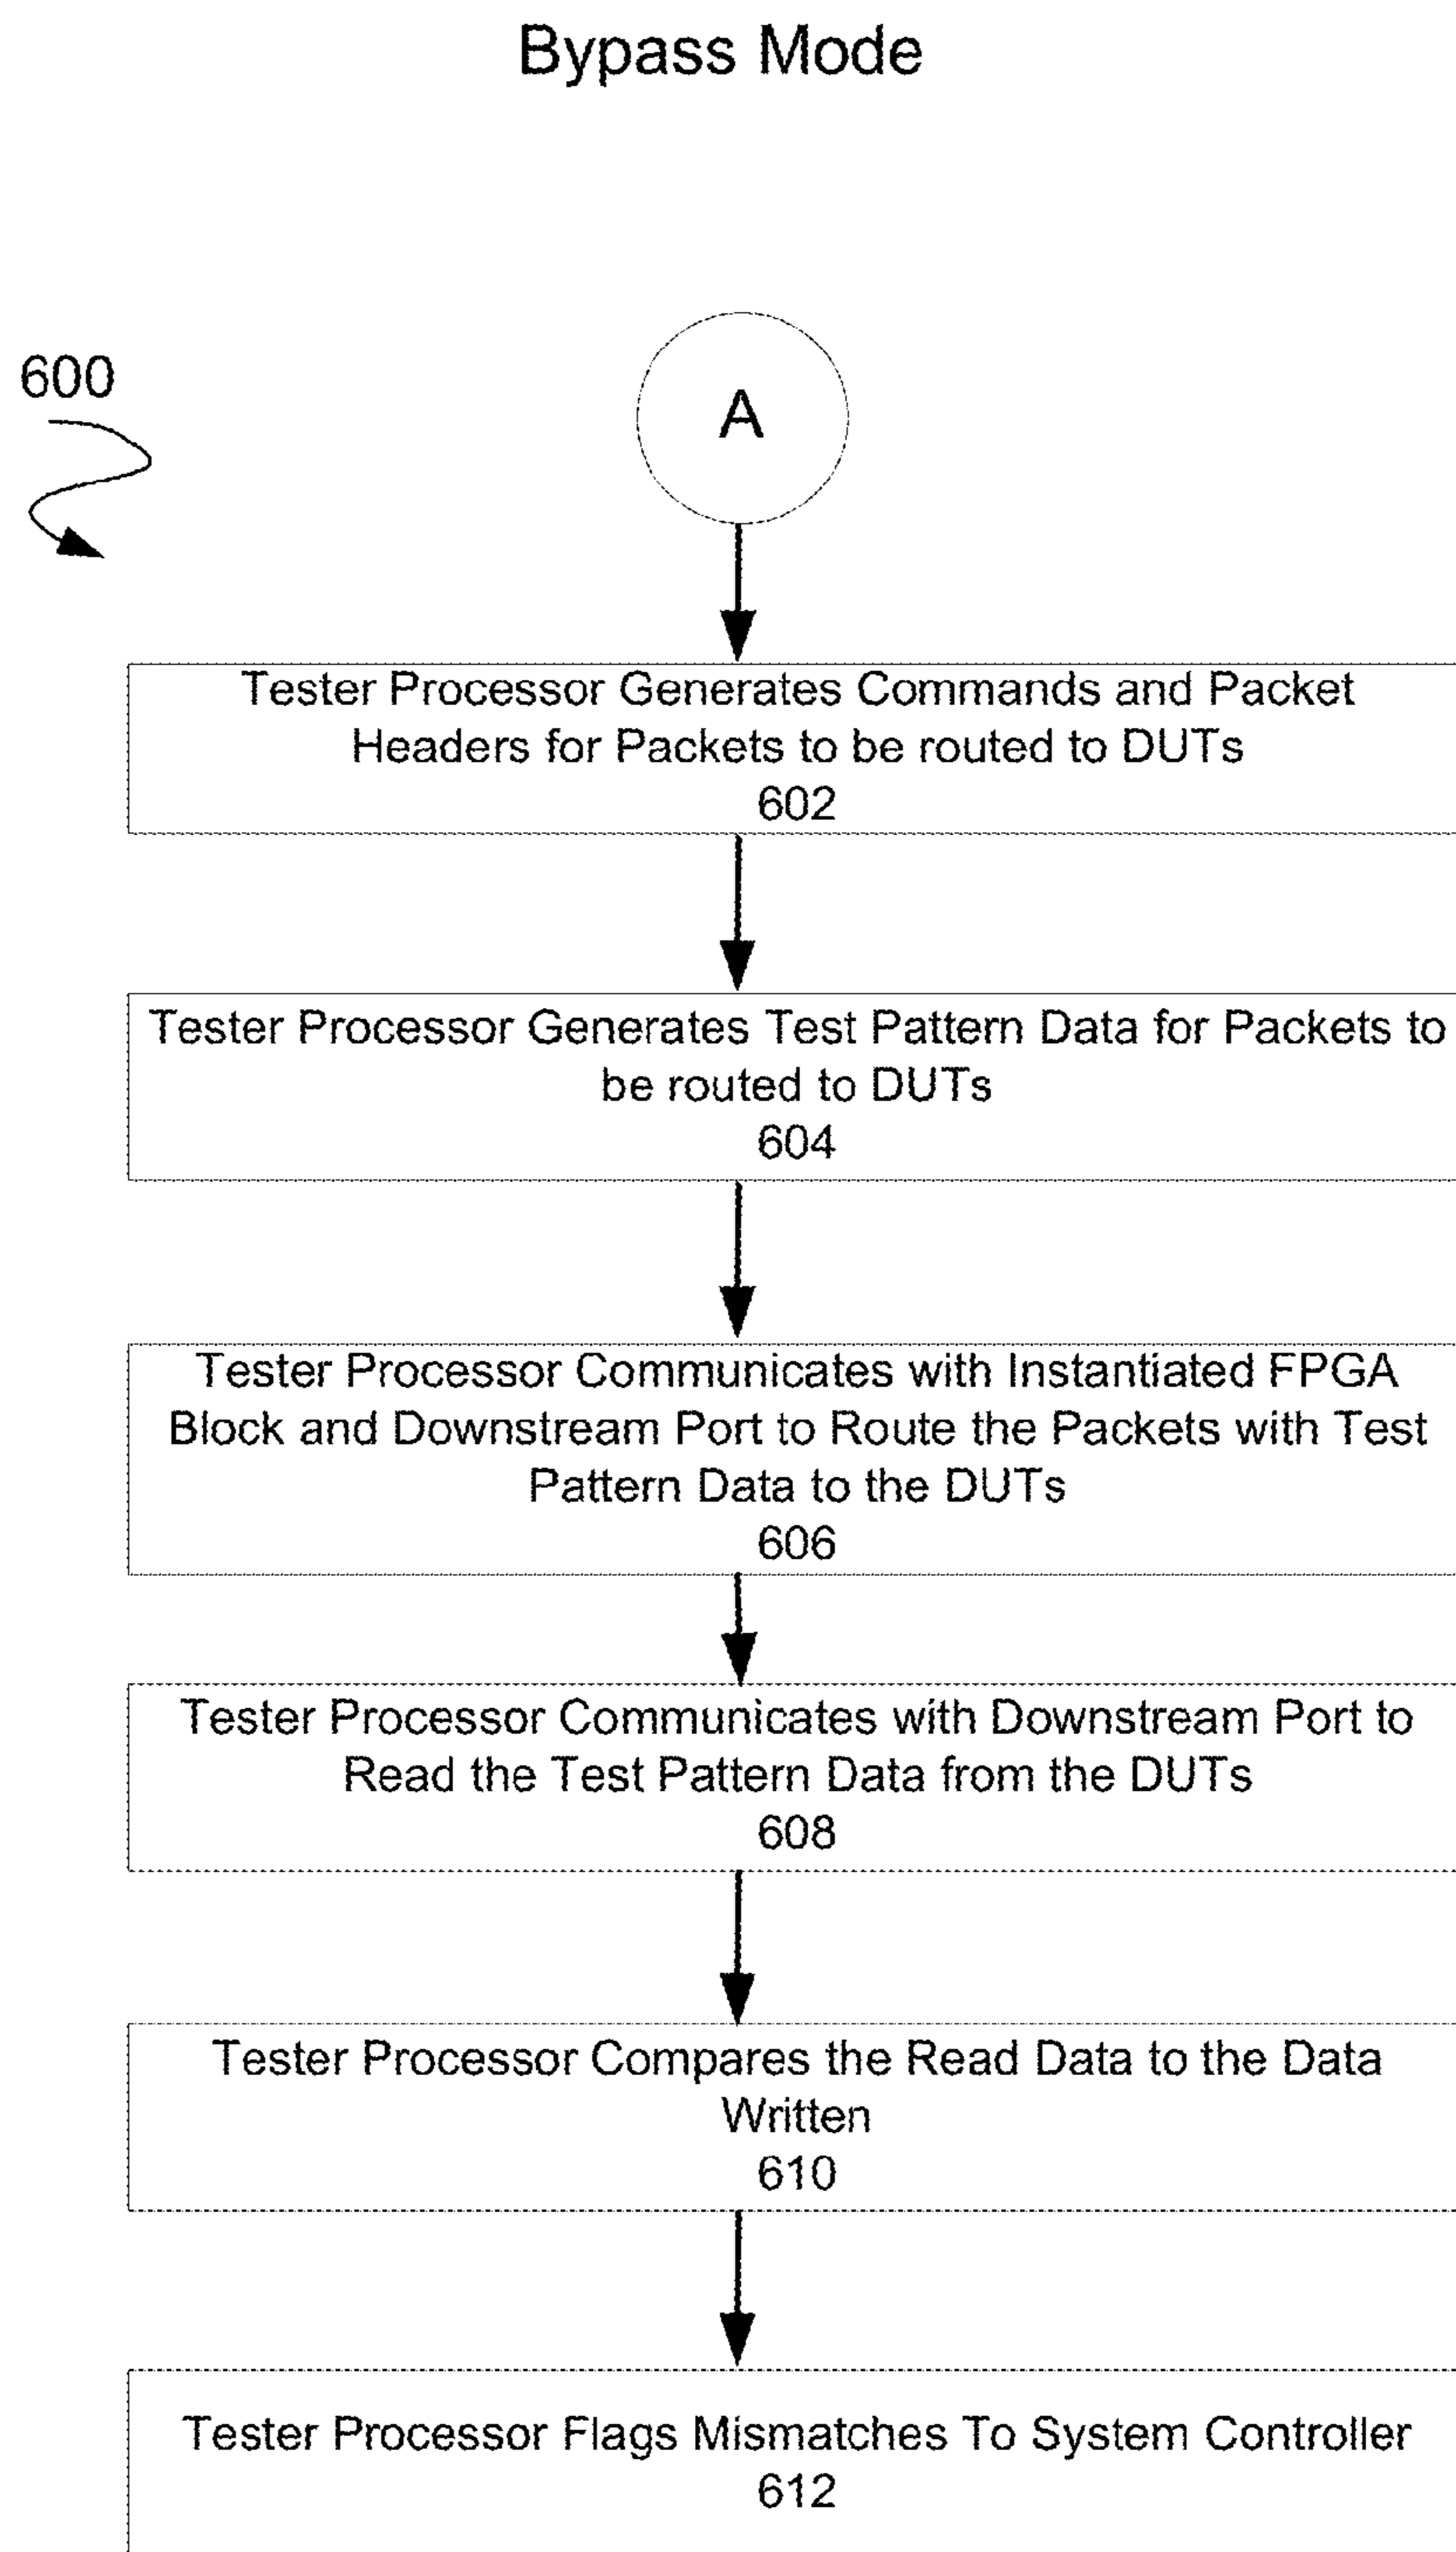 Bypass Mode
600
A
Tester Processor Generates Commands and Packet
Headers for Packets to be routed to DUTs
602
Tester Processor Generates Test Pattern Data for Packets to
be routed to DUTs
604
Tester Processor Communicates with Instantiated FPGA
Block and Downstream Port to Route the Packets with Test
Pattern Data to the DUTs
606
Tester Processor Communicates with Downstream Port to
Read the Test Pattern Data from the DUTs
608
Tester Processor Compares the Read Data to the Data
Written
610
Tester Processor Flags Mismatches To System Controller
612